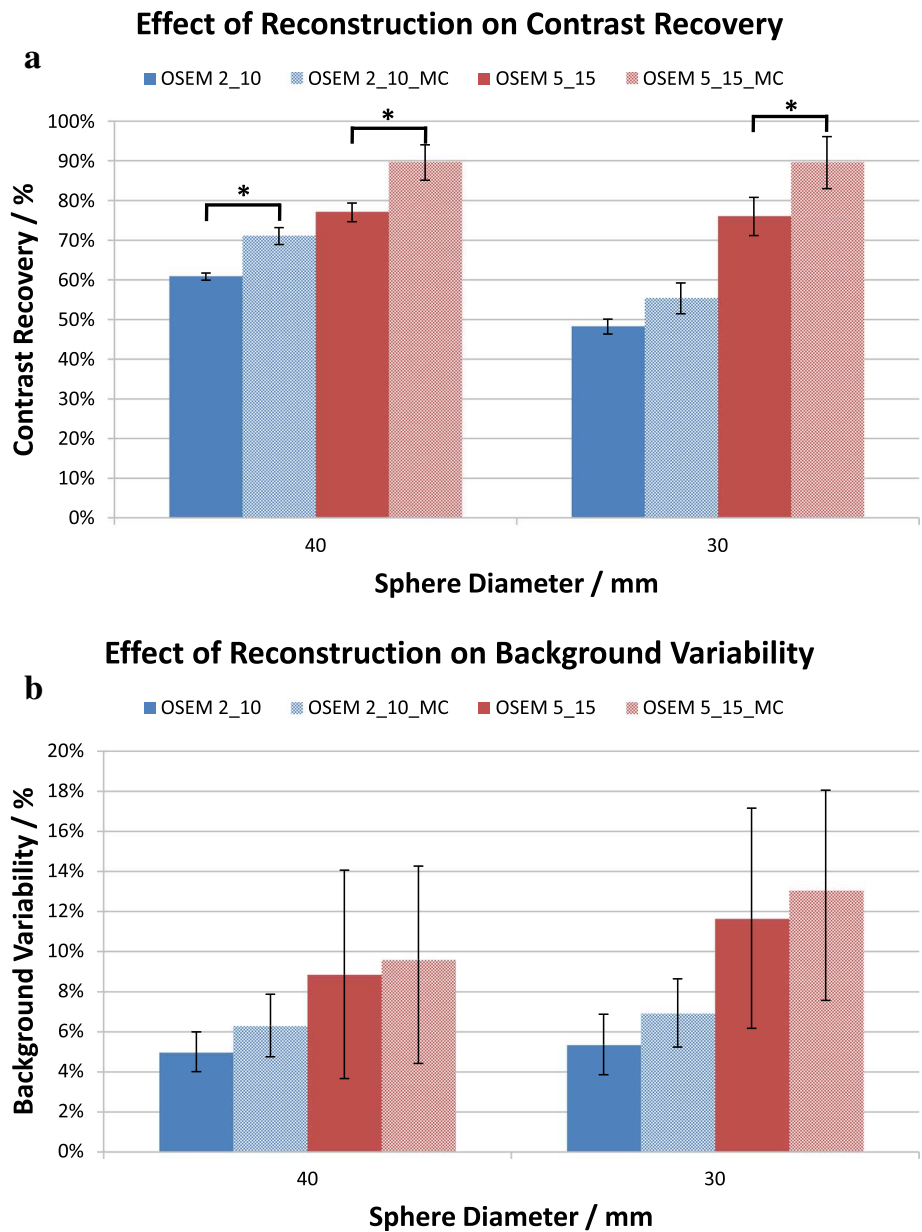 Effect of Reconstruction on Contrast Recovery
a
OSEM 2_10 OSEM 2_10_MC OSEM 5_15 OSEM 5_15_MC
100%
90%
80%
70%
60%
50%
40%
30%
20%
10%
0%
Contrast Recovery / %
*
*
*
40 30
Sphere Diameter / mm
Effect of Reconstruction on Background Variability
b
OSEM 2_10 OSEM 2_10_MC OSEM 5_15 OSEM 5_15_MC
20%
18%
16%
14%
12%
10%
8%
6%
4%
2%
0%
Background Variability / %
40 30
Sphere Diameter / mm